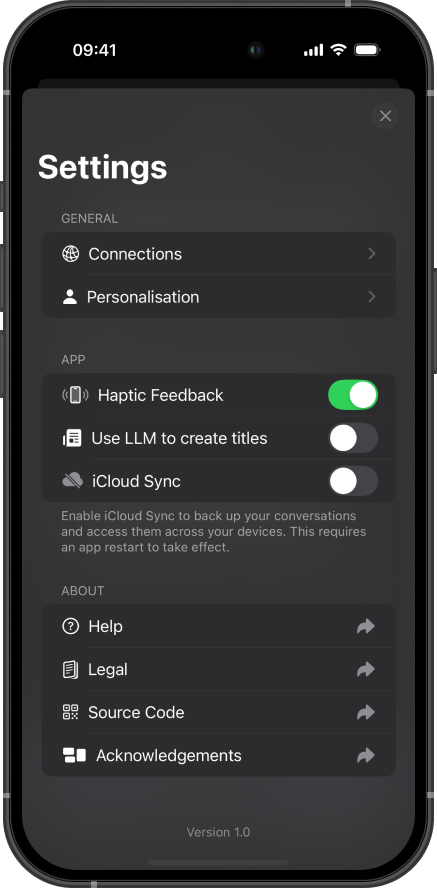 09:41
Settings
GENERAL
Connections
Personalisation
APP
Haptic Feedback
Use LLM to create titles
iCloud Sync
Enable iCloud Sync to back up your conversations
and access them across your devices. This requires
an app restart to take effect.
ABOUT
Help
Legal
Source Code
Acknowledgements
Version 1.0